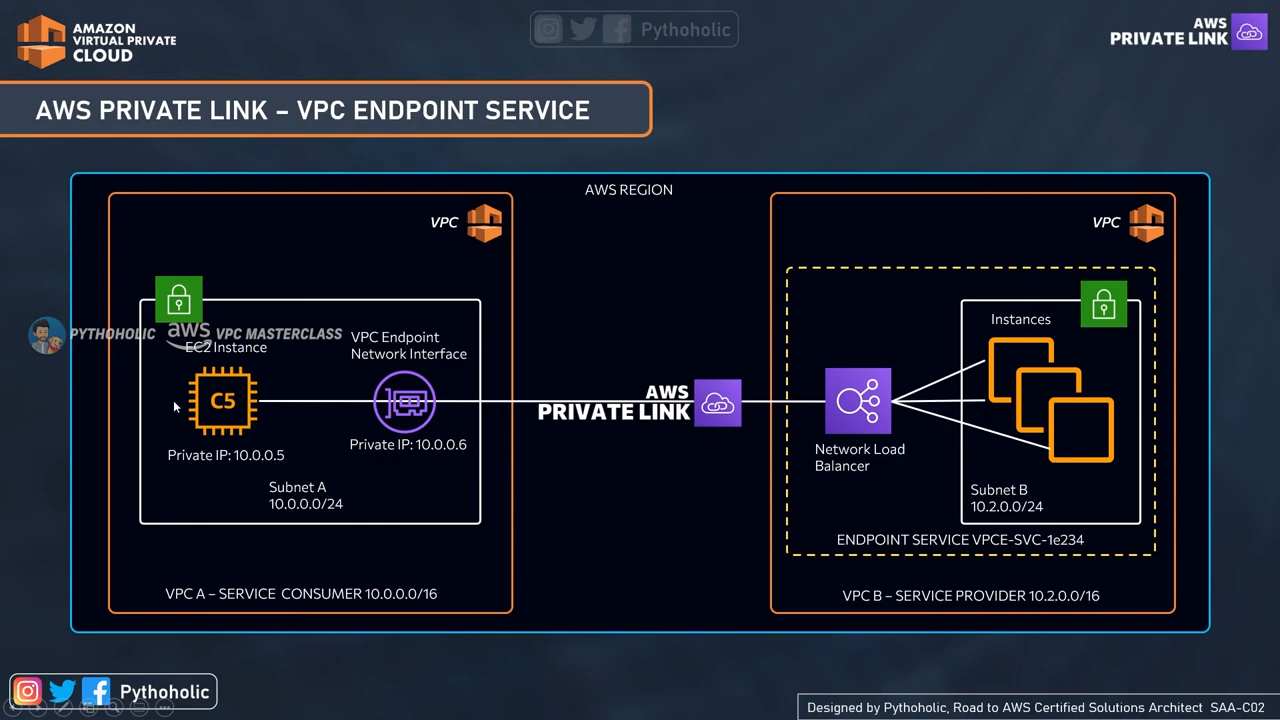 AMAZON
VIRTUAL PRIVATE
CLOUD
Pythoholic
AWS
PRIVATE LINK
AWS PRIVATE LINK – VPC ENDPOINT SERVICE
AWS REGION
VPC
VPC
PYTHOHOLIC aws VPC MASTERCLASS
EC2 Instance
VPC Endpoint
Network Interface
C5
Private IP: 10.0.0.5
Private IP: 10.0.0.6
Subnet A
10.0.0.0/24
VPC A – SERVICE CONSUMER 10.0.0.0/16
AWS
PRIVATE LINK
Network Load
Balancer
Instances
Subnet B
10.2.0.0/24
ENDPOINT SERVICE VPCE-SVC-1e234
VPC B – SERVICE PROVIDER 10.2.0.0/16
Pythoholic
Designed by Pythoholic, Road to AWS Certified Solutions Architect SAA-C02